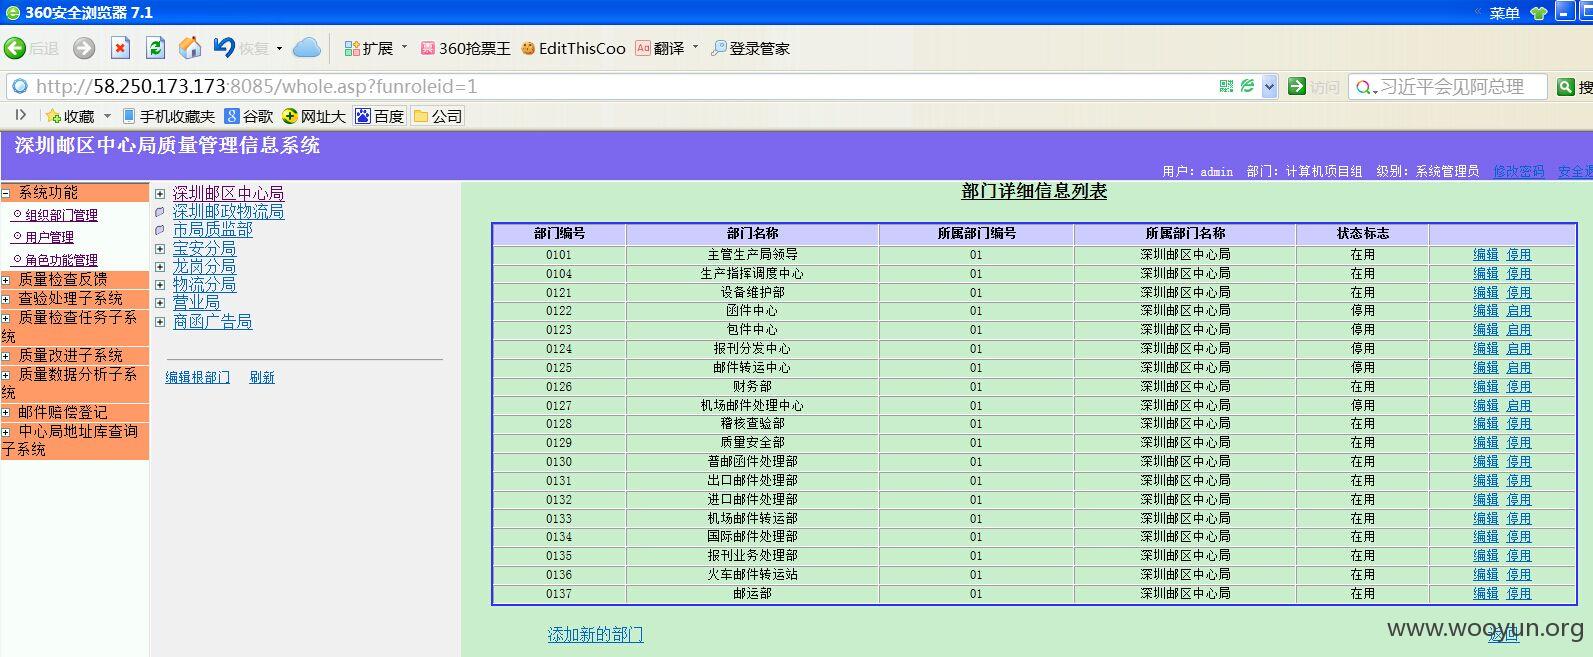 360安全浏览器 7.1
« 菜单
后退 恢复 扩展 360抢票王 EditThisCoo 翻译 登录管家
http://58.250.173.173:8085/whole.asp?funroleid=1 访问 习近平会见阿总理 搜
收藏 手机收藏夹 谷歌 网址大 百度 公司
深圳邮区中心局质量管理信息系统
用户：admin 部门：计算机项目组 级别：系统管理员 修改密码 安全退
系统功能
组织部门管理
用户管理
角色功能管理
质量检查反馈
查验处理子系统
质量检查任务子系
统
质量改进子系统
质量数据分析子系
统
邮件赔偿登记
中心局地址库查询
子系统
深圳邮区中心局
深圳邮政物流局
市局质监部
宝安分局
龙岗分局
物流分局
营业局
商函广告局
编辑根部门 刷新
部门详细信息列表
部门编号 部门名称 所属部门编号 所属部门名称 状态标志
0101 主管生产局领导 01 深圳邮区中心局 在用 编辑 停用
0104 生产指挥调度中心 01 深圳邮区中心局 在用 编辑 停用
0121 设备维护部 01 深圳邮区中心局 在用 编辑 停用
0122 函件中心 01 深圳邮区中心局 停用 编辑 启用
0123 包件中心 01 深圳邮区中心局 停用 编辑 启用
0124 报刊分发中心 01 深圳邮区中心局 停用 编辑 启用
0125 邮件转运中心 01 深圳邮区中心局 停用 编辑 启用
0126 财务部 01 深圳邮区中心局 在用 编辑 停用
0127 机场邮件处理中心 01 深圳邮区中心局 停用 编辑 启用
0128 稽核查验部 01 深圳邮区中心局 在用 编辑 停用
0129 质量安全部 01 深圳邮区中心局 在用 编辑 停用
0130 普邮函件处理部 01 深圳邮区中心局 在用 编辑 停用
0131 出口邮件处理部 01 深圳邮区中心局 在用 编辑 停用
0132 进口邮件处理部 01 深圳邮区中心局 在用 编辑 停用
0133 机场邮件转运部 01 深圳邮区中心局 在用 编辑 停用
0134 国际邮件处理部 01 深圳邮区中心局 在用 编辑 停用
0135 报刊业务处理部 01 深圳邮区中心局 在用 编辑 停用
0136 火车邮件转运站 01 深圳邮区中心局 在用 编辑 停用
0137 邮运部 01 深圳邮区中心局 在用 编辑 停用
添加新的部门 返回
www.wooyun.org